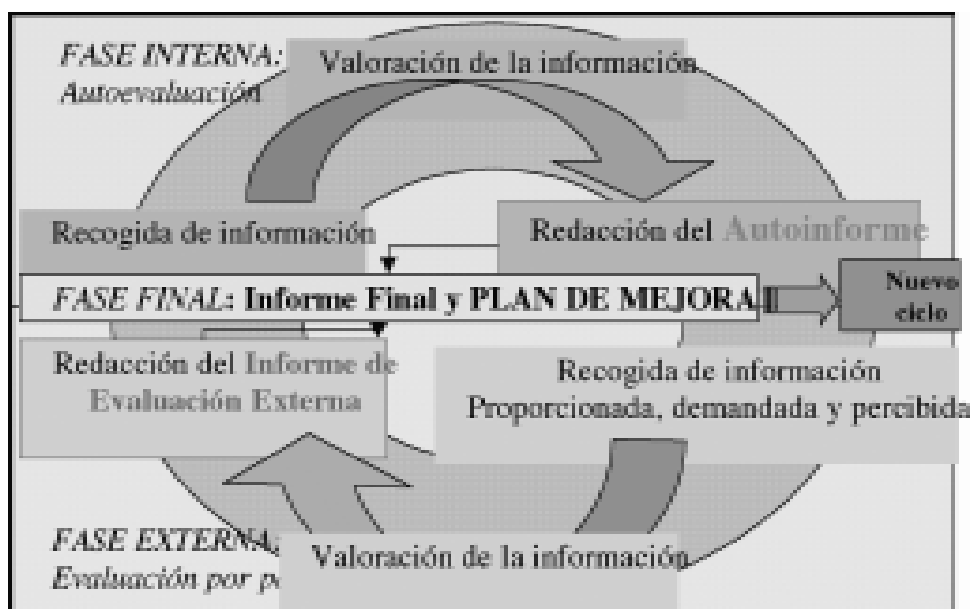 FASE INTERNA:
Autoevaluación
Valoración de la información
Recogida de información
Redacción del Autoinforme
FASE FINAL: Informe Final y PLAN DE MEJORA
Nuevo
ciclo
Redacción del Informe de
Evaluación Externa
Recogida de información
Proporcionada, demandada y percibida
FASE EXTERNA:
Evaluación por
Valoración de la información